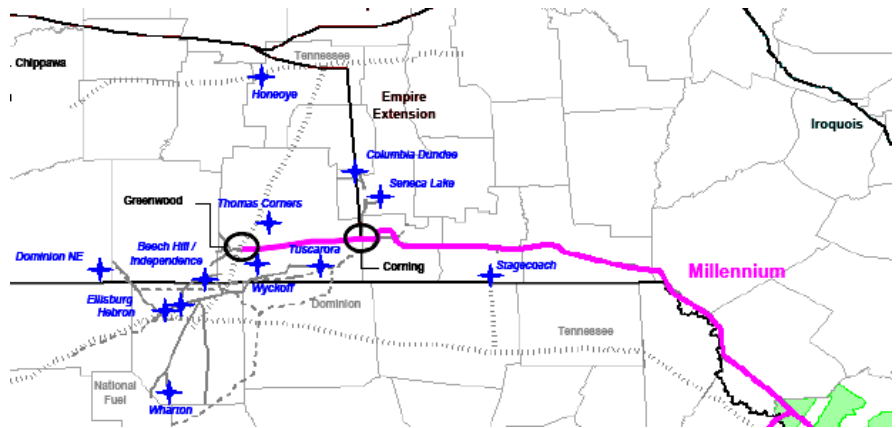 Chippawa
Tennessee
Honeoye
Empire
Extension
Iroquois
Columbia Dundee
Seneca Lake
Greenwood
Thomas Corners
Beech Hill /
Independence
Tuscarora
Dominion NE
Corning
Stagecoach
Millennium
Wyckoff
Ellisburg
Hebron
Dominion
Tennessee
National
Fuel
Wharton